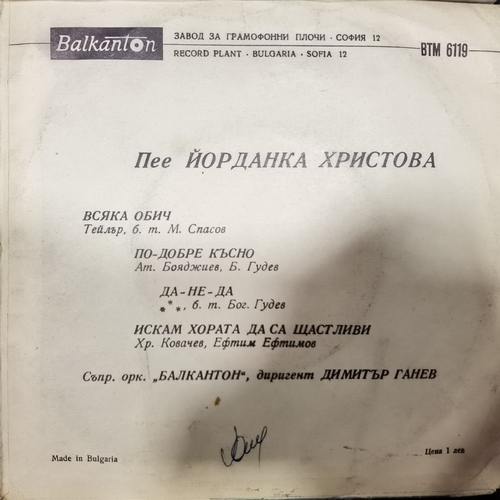 Balkanton
ЗАВОД ЗА ГРАМОФОННИ ПЛОЧИ · СОФИЯ 12
RECORD PLANT · BULGARIA · SOFIA 12
ВТМ 6119
Пее ЙОРДАНКА ХРИСТОВА
ВСЯКА ОБИЧ
Тейлър, б. т. М. Спасов
ПО-ДОБРЕ КЪСНО
Ат. Бояджиев, Б. Гудев
ДА-НЕ-ДА
***, б. т. Бог. Гудев
ИСКАМ ХОРАТА ДА СА ЩАСТЛИВИ
Хр. Ковачев, Ефтим Ефтимов
Съпр. орк. „БАЛКАНТОН", диригент ДИМИТЪР ГАНЕВ
Made in Bulgaria
Цена 1 лев